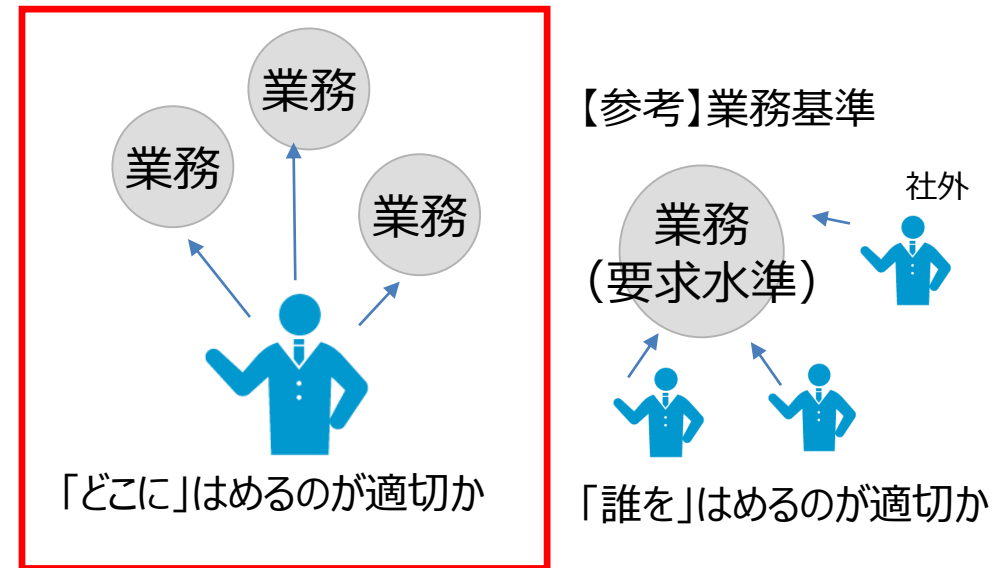 業務
業務
業務
「どこに」はめるのが適切か
【参考】業務基準
社外
業務
（要求水準）
「誰を」はめるのが適切か